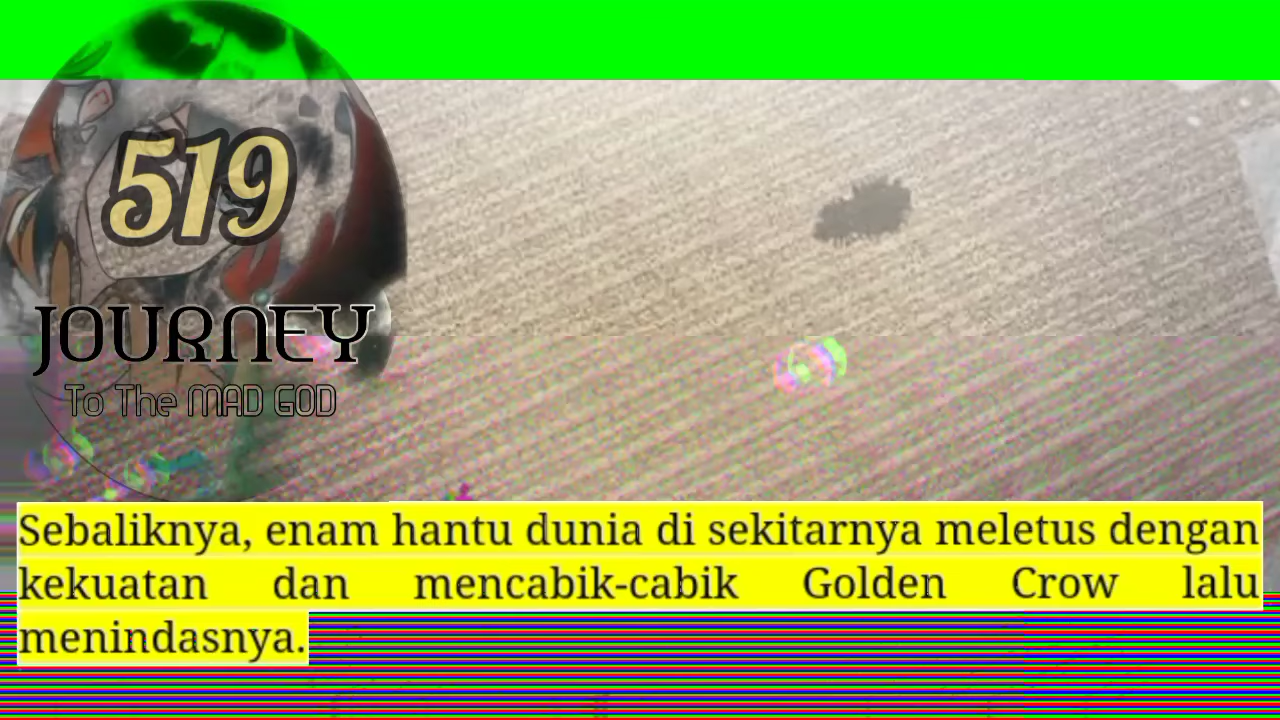 519
JOURNEY
To The MAD GOD
Sebaliknya, enam hantu dunia di sekitarnya meletus dengan
kekuatan dan mencabik-cabik Golden Crow lalu
menindasnya.